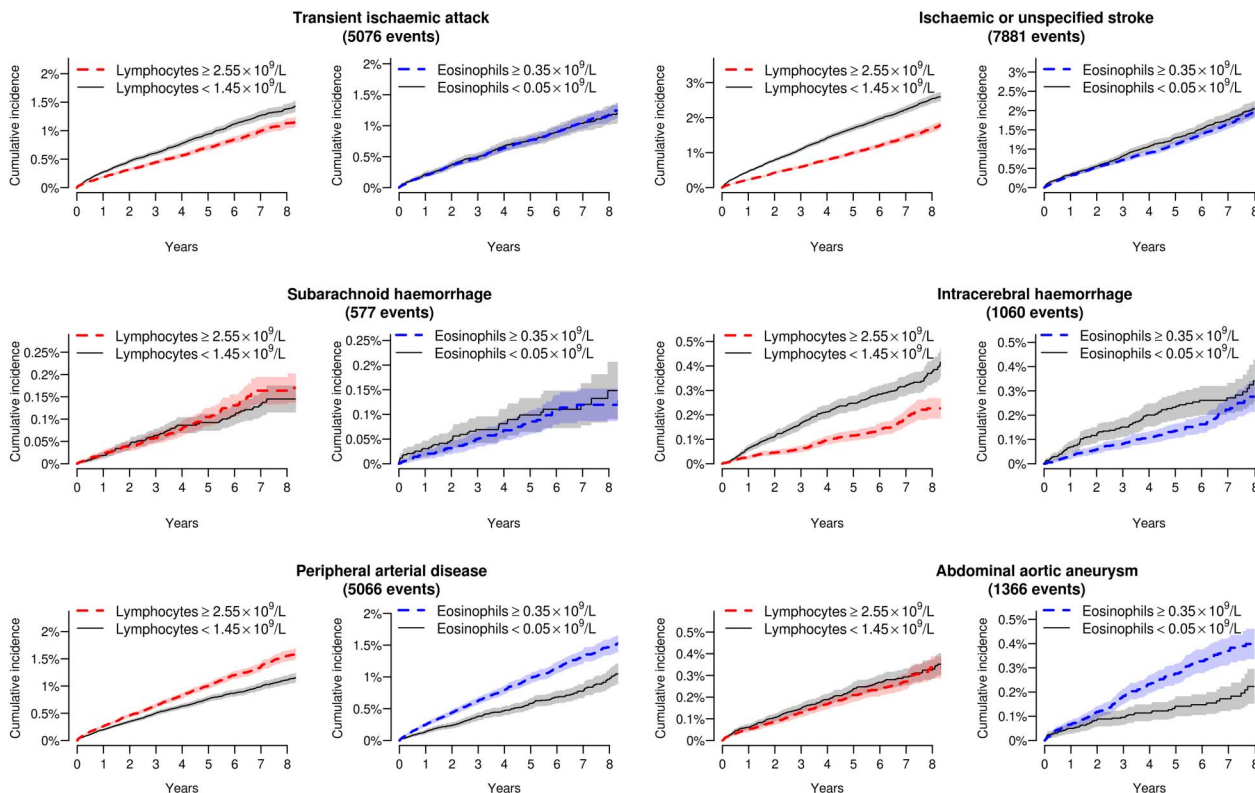 Transient ischaemic attack
(5076 events)
Cumulative incidence
2%
1.5%
1%
0.5%
0%
Lymphocytes ≥ 2.55 × 10⁹/L
Lymphocytes < 1.45 × 10⁹/L
0 1 2 3 4 5 6 7 8
Years
Cumulative incidence
2%
1.5%
1%
0.5%
0%
Eosinophils ≥ 0.35 × 10⁹/L
Eosinophils < 0.05 × 10⁹/L
0 1 2 3 4 5 6 7 8
Years
Ischaemic or unspecified stroke
(7881 events)
Cumulative incidence
3%
2%
1%
0%
Lymphocytes ≥ 2.55 × 10⁹/L
Lymphocytes < 1.45 × 10⁹/L
0 1 2 3 4 5 6 7 8
Years
Cumulative incidence
3%
2.5%
2%
1.5%
1%
0.5%
0%
Eosinophils ≥ 0.35 × 10⁹/L
Eosinophils < 0.05 × 10⁹/L
0 1 2 3 4 5 6 7 8
Years
Subarachnoid haemorrhage
(577 events)
Cumulative incidence
0.25%
0.2%
0.15%
0.1%
0.05%
0%
Lymphocytes ≥ 2.55 × 10⁹/L
Lymphocytes < 1.45 × 10⁹/L
0 1 2 3 4 5 6 7 8
Years
Cumulative incidence
0.25%
0.2%
0.15%
0.1%
0.05%
0%
Eosinophils ≥ 0.35 × 10⁹/L
Eosinophils < 0.05 × 10⁹/L
0 1 2 3 4 5 6 7 8
Years
Intracerebral haemorrhage
(1060 events)
Cumulative incidence
0.5%
0.4%
0.3%
0.2%
0.1%
0%
Lymphocytes ≥ 2.55 × 10⁹/L
Lymphocytes < 1.45 × 10⁹/L
0 1 2 3 4 5 6 7 8
Years
Cumulative incidence
0.5%
0.4%
0.3%
0.2%
0.1%
0%
Eosinophils ≥ 0.35 × 10⁹/L
Eosinophils < 0.05 × 10⁹/L
0 1 2 3 4 5 6 7 8
Years
Peripheral arterial disease
(5066 events)
Cumulative incidence
2%
1.5%
1%
0.5%
0%
Lymphocytes ≥ 2.55 × 10⁹/L
Lymphocytes < 1.45 × 10⁹/L
0 1 2 3 4 5 6 7 8
Years
Cumulative incidence
2%
1.5%
1%
0.5%
0%
Eosinophils ≥ 0.35 × 10⁹/L
Eosinophils < 0.05 × 10⁹/L
0 1 2 3 4 5 6 7 8
Years
Abdominal aortic aneurysm
(1366 events)
Cumulative incidence
0.5%
0.4%
0.3%
0.2%
0.1%
0%
Lymphocytes ≥ 2.55 × 10⁹/L
Lymphocytes < 1.45 × 10⁹/L
0 1 2 3 4 5 6 7 8
Years
Cumulative incidence
0.5%
0.4%
0.3%
0.2%
0.1%
0%
Eosinophils ≥ 0.35 × 10⁹/L
Eosinophils < 0.05 × 10⁹/L
0 1 2 3 4 5 6 7 8
Years